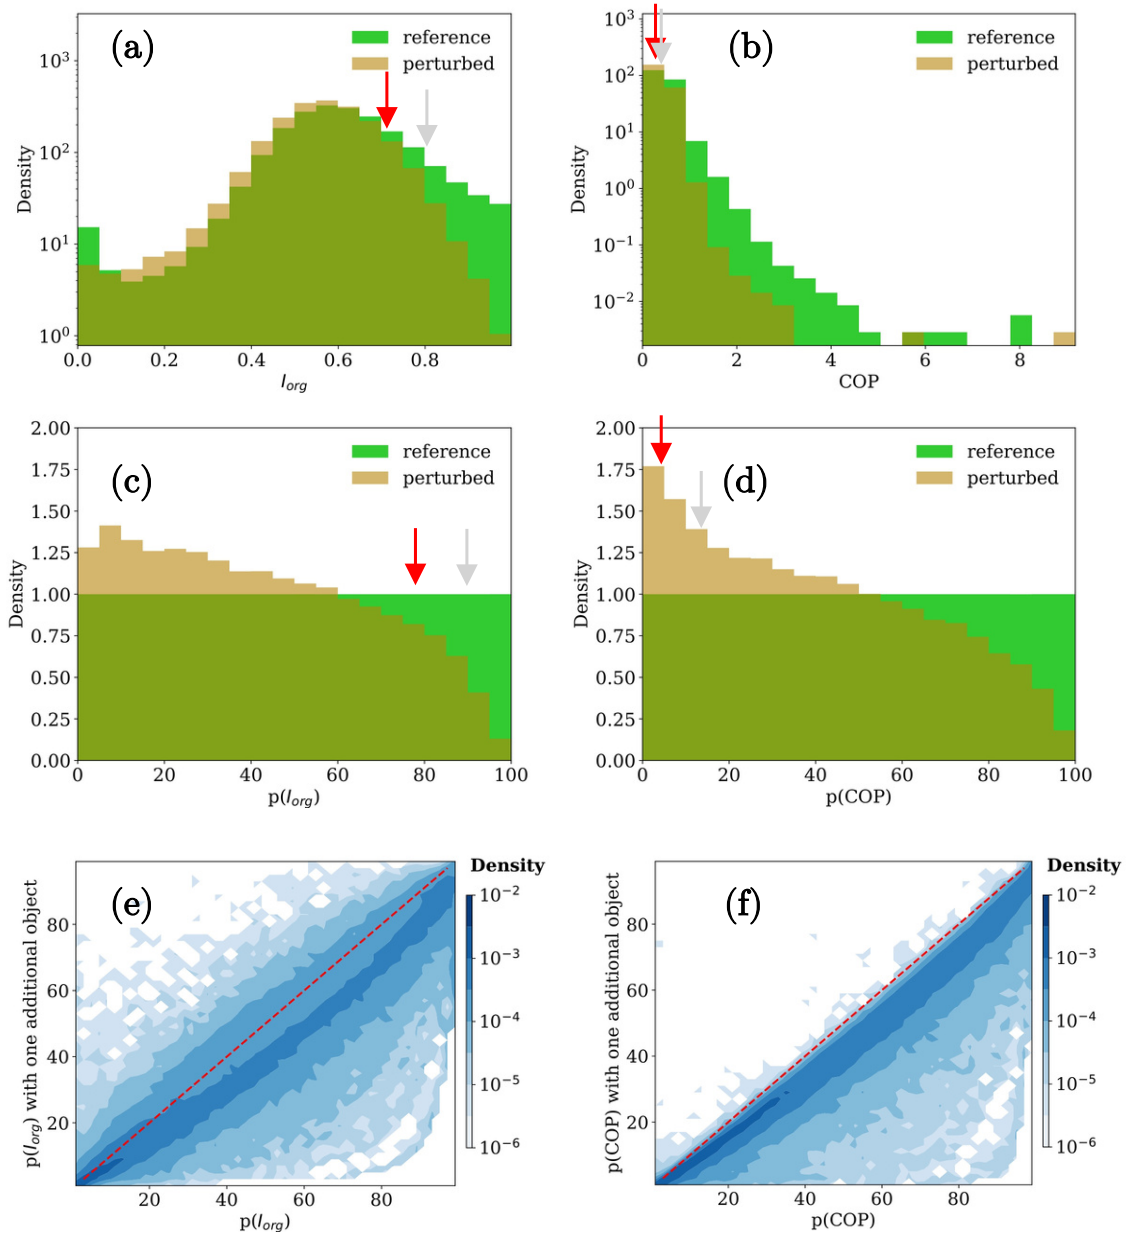 (a)
reference
perturbed
10³
10²
10¹
10⁰
Density
0.0 0.2 0.4 0.6 0.8
I_org
(b)
reference
perturbed
10³
10²
10¹
10⁰
10⁻¹
10⁻²
Density
0 2 4 6 8
COP
(c)
reference
perturbed
2.00
1.75
1.50
1.25
1.00
0.75
0.50
0.25
0.00
Density
0 20 40 60 80 100
p(I_org)
(d)
reference
perturbed
2.00
1.75
1.50
1.25
1.00
0.75
0.50
0.25
0.00
Density
0 20 40 60 80 100
p(COP)
(e)
Density
10⁻²
10⁻³
10⁻⁴
10⁻⁵
10⁻⁶
80
60
40
20
p(I_org) with one additional object
20 40 60 80
p(I_org)
(f)
Density
10⁻²
10⁻³
10⁻⁴
10⁻⁵
10⁻⁶
80
60
40
20
p(COP) with one additional object
20 40 60 80
p(COP)